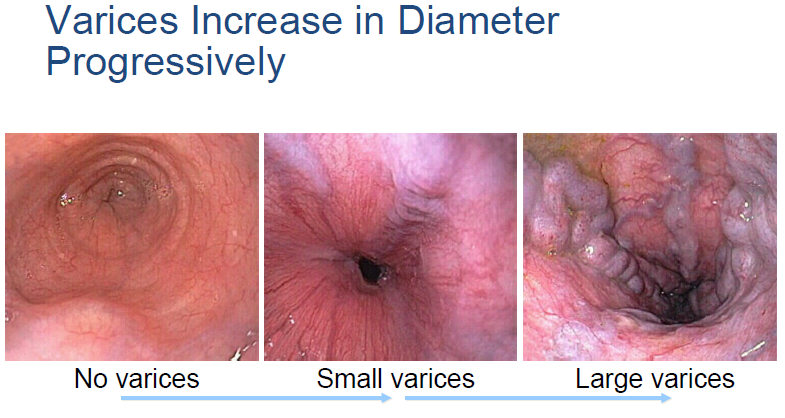 Varices Increase in Diameter
Progressively
No varices
Small varices
Large varices